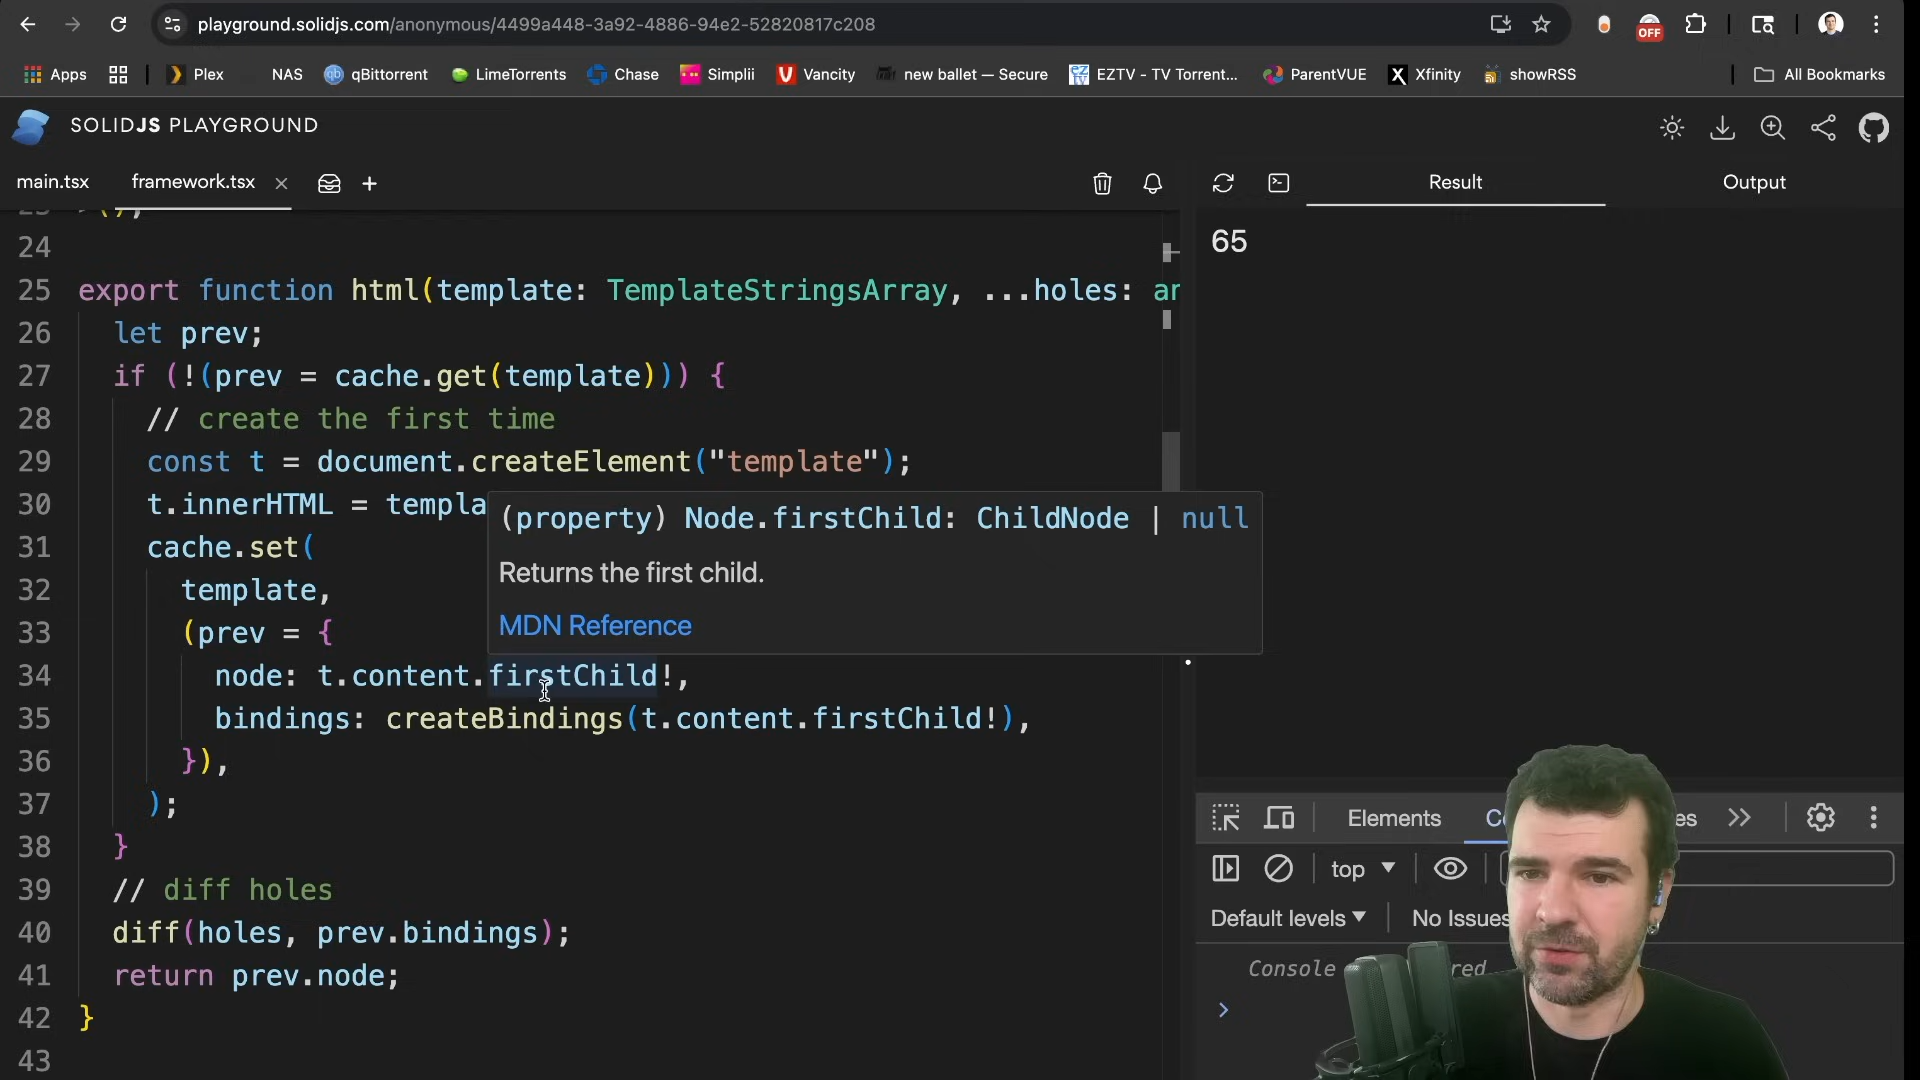 playground.solidjs.com/anonymous/4499a448-3a92-4886-94e2-52820817c208
OFF
Apps Plex NAS qBittorrent LimeTorrents Chase Simplii Vancity new ballet — Secure EZTV - TV Torrent... ParentVUE Xfinity showRSS All Bookmarks
SOLIDJS PLAYGROUND
main.tsx framework.tsx Result Output
65
24
25 export function html(template: TemplateStringsArray, ...holes: an
26 let prev;
27 if (!(prev = cache.get(template))) {
28 // create the first time
29 const t = document.createElement("template");
30 t.innerHTML = templa
(property) Node.firstChild: ChildNode | null
31 cache.set(
Returns the first child.
32 template,
MDN Reference
33 (prev = {
34 node: t.content.firstChild!,
35 bindings: createBindings(t.content.firstChild!),
36 }),
37 );
38 }
39 // diff holes
40 diff(holes, prev.bindings);
41 return prev.node;
42 }
43
Elements
top
Default levels No Issues
Console